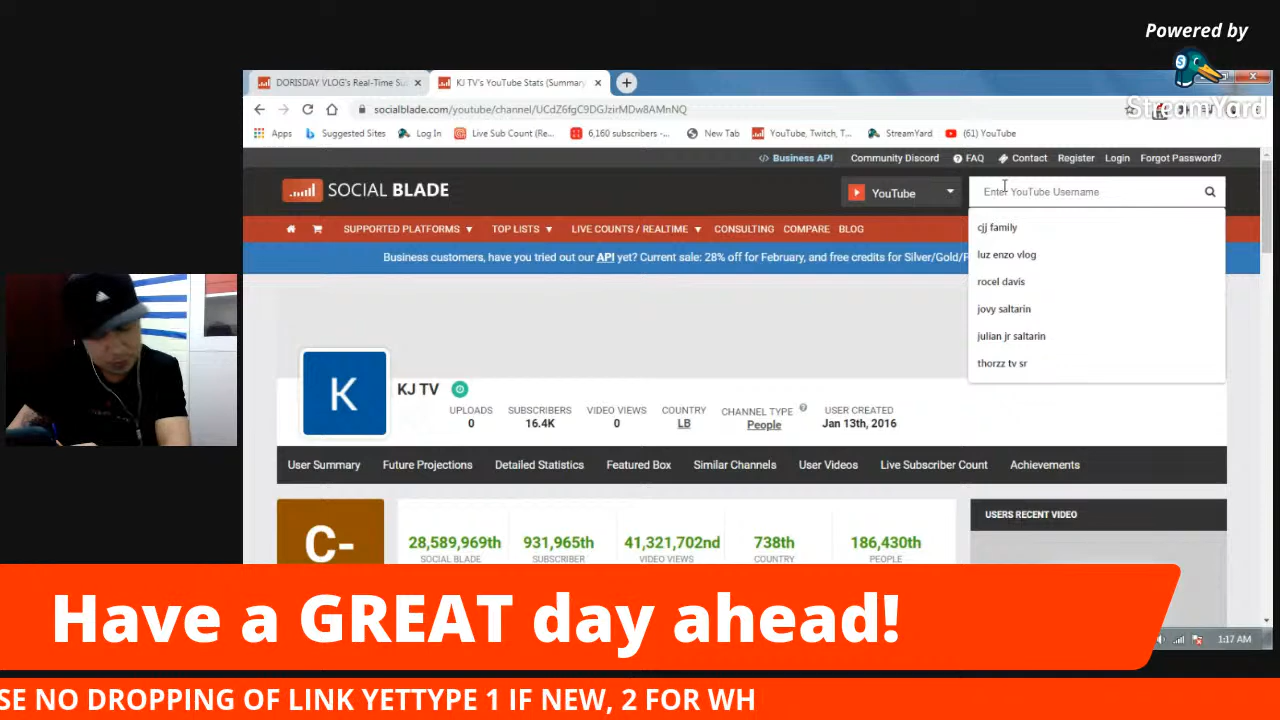 Powered by
StreamYard
DORISDAY VLOG's Real-Time Su
KJ TV's YouTube Stats (Summary
socialblade.com/youtube/channel/UCdZ6fgC9DGJzirMDw8AMnNQ
Apps
Suggested Sites
Log In
Live Sub Count (Re...
6,160 subscribers -...
New Tab
YouTube, Twitch, T...
StreamYard
(61) YouTube
Business API
Community Discord
FAQ
Contact
Register
Login
Forgot Password?
SOCIAL BLADE
YouTube
Enter YouTube Username
SUPPORTED PLATFORMS
TOP LISTS
LIVE COUNTS / REALTIME
CONSULTING
COMPARE
BLOG
cjj family
luz enzo vlog
rocel davis
jovy saltarin
julian jr saltarin
thorzz tv sr
Business customers, have you tried out our API yet? Current sale: 28% off for February, and free credits for Silver/Gold/P
K
KJ TV
UPLOADS
0
SUBSCRIBERS
16.4K
VIDEO VIEWS
0
COUNTRY
LB
CHANNEL TYPE
People
USER CREATED
Jan 13th, 2016
User Summary
Future Projections
Detailed Statistics
Featured Box
Similar Channels
User Videos
Live Subscriber Count
Achievements
C-
28,589,969th
SOCIAL BLADE
931,965th
SUBSCRIBER
41,321,702nd
VIDEO VIEWS
738th
COUNTRY
186,430th
PEOPLE
USERS RECENT VIDEO
Have a GREAT day ahead!
1:17 AM
SE NO DROPPING OF LINK YETTYPE 1 IF NEW, 2 FOR WH